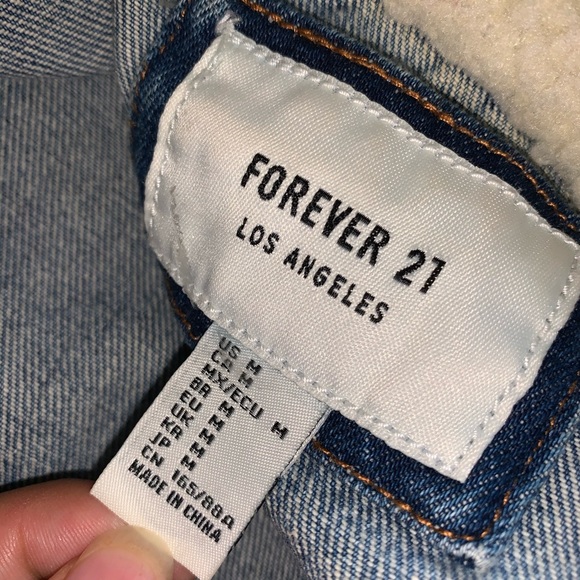 FOREVER 21
LOS ANGELES
US M
CA M
MX/ECU M
BR M
EU M
UK M
KR M
JP M
CN 165/88A
MADE IN CHINA